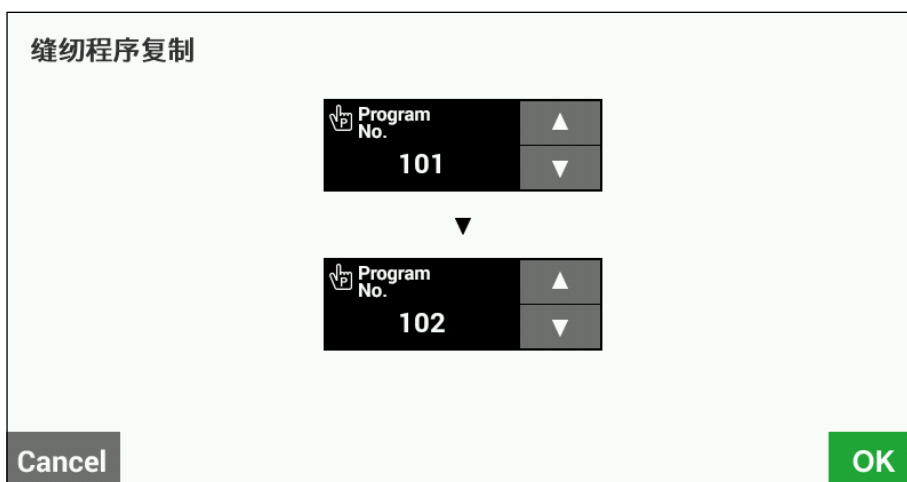 缝纫程序复制
Program
No.
101
▲
▼
▼
Program
No.
102
▲
▼
Cancel
OK